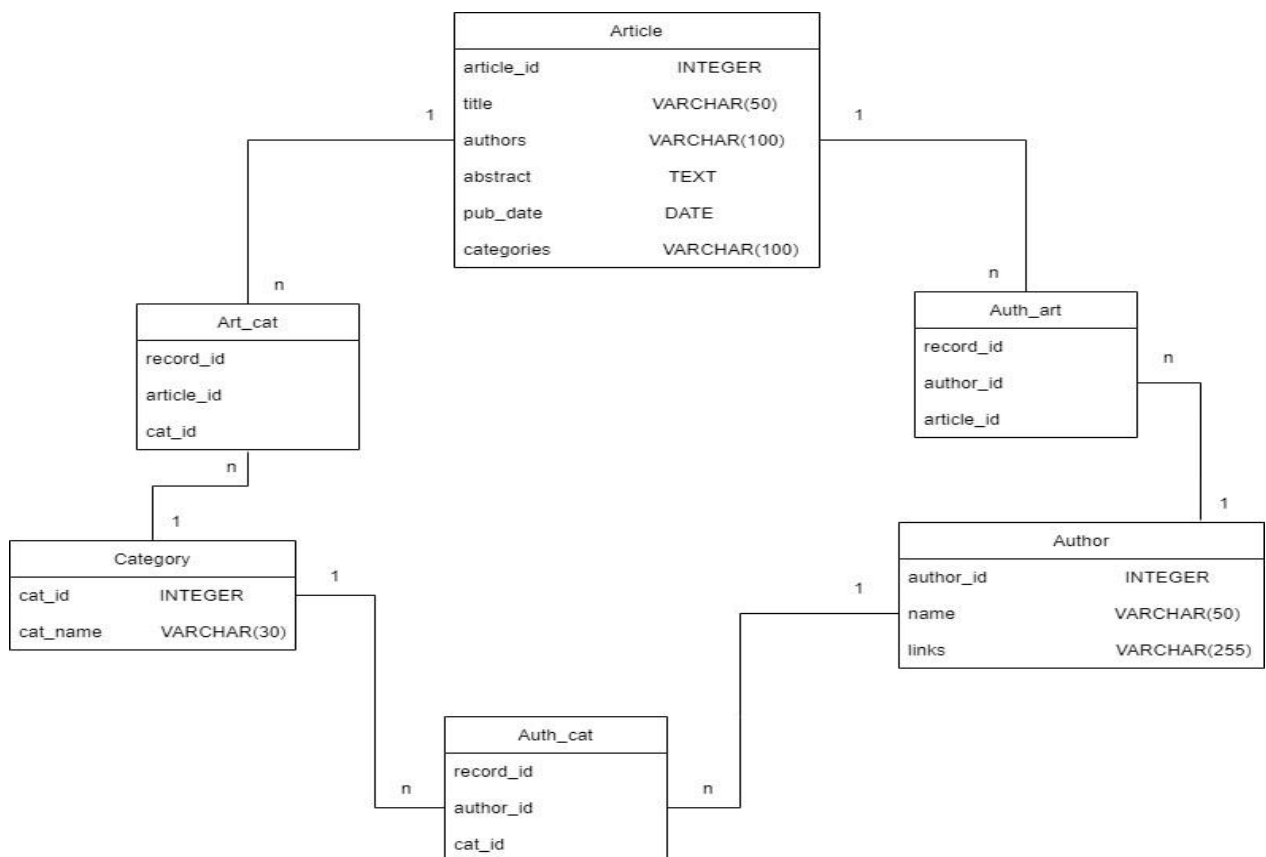 Article
article_id INTEGER
title VARCHAR(50)
authors VARCHAR(100)
abstract TEXT
pub_date DATE
categories VARCHAR(100)
1
1
n
n
Art_cat
record_id
article_id
cat_id
Auth_art
record_id
author_id
article_id
n
n
1
1
Category
cat_id INTEGER
cat_name VARCHAR(30)
Author
author_id INTEGER
name VARCHAR(50)
links VARCHAR(255)
1
1
Auth_cat
record_id
author_id
cat_id
n
n